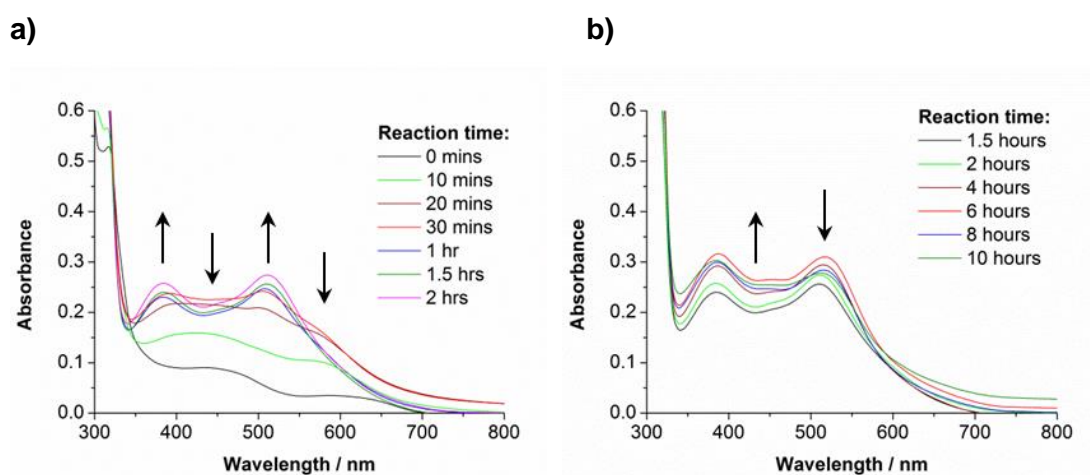 a)
b)
0.6
0.5
0.4
0.3
0.2
0.1
0.0
Absorbance
300 400 500 600 700 800
Wavelength / nm
Reaction time:
0 mins
10 mins
20 mins
30 mins
1 hr
1.5 hrs
2 hrs
0.6
0.5
0.4
0.3
0.2
0.1
0.0
Absorbance
300 400 500 600 700 800
Wavelength / nm
Reaction time:
1.5 hours
2 hours
4 hours
6 hours
8 hours
10 hours